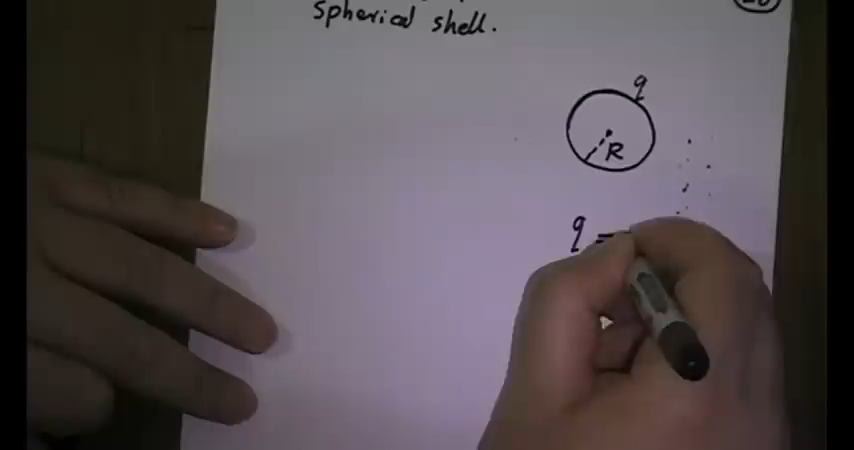 spherical shell.
q
R
q =